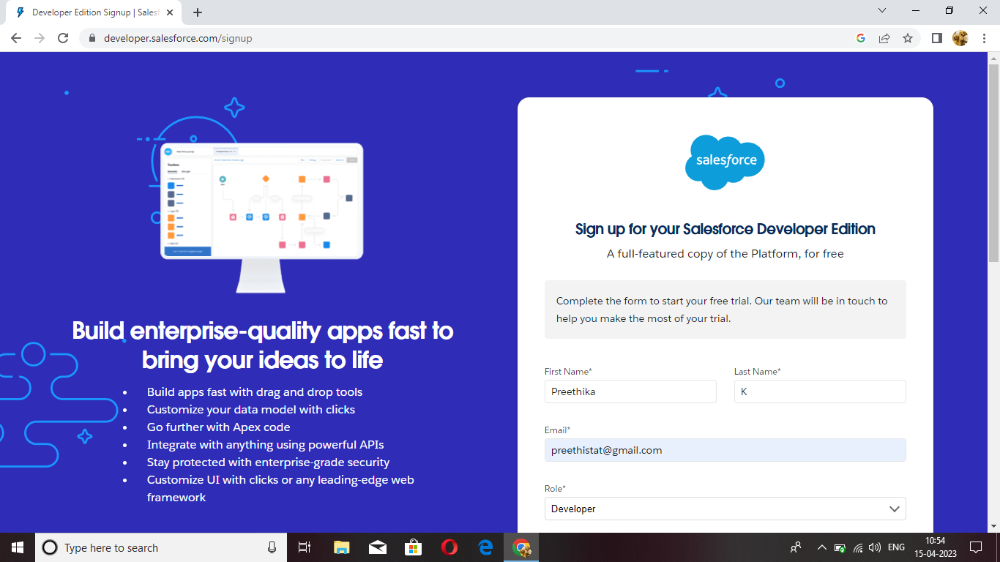 Developer Edition Signup | Sales
developer.salesforce.com/signup
salesforce
Sign up for your Salesforce Developer Edition
A full-featured copy of the Platform, for free
Complete the form to start your free trial. Our team will be in touch to
help you make the most of your trial.
First Name*
Last Name*
Preethika
K
Email*
preethistat@gmail.com
Role*
Developer
Build enterprise-quality apps fast to
bring your ideas to life
• Build apps fast with drag and drop tools
• Customize your data model with clicks
• Go further with Apex code
• Integrate with anything using powerful APIs
• Stay protected with enterprise-grade security
• Customize UI with clicks or any leading-edge web
framework
Type here to search
ENG
10:54
15-04-2023